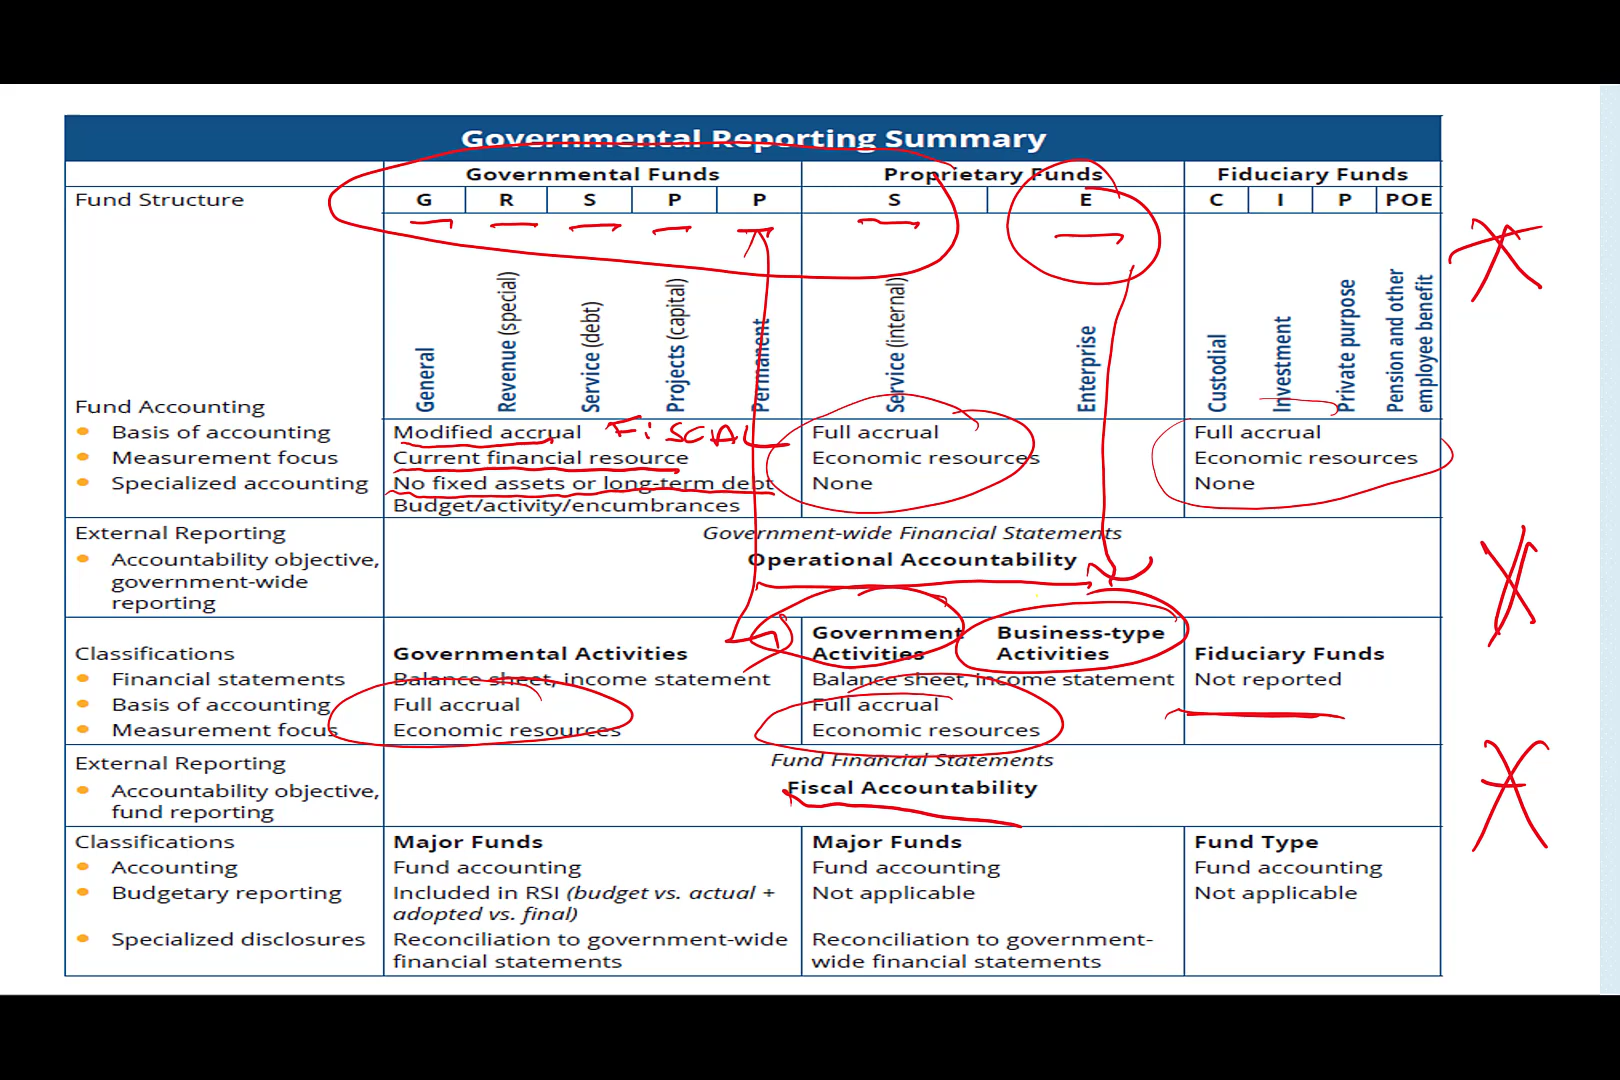 Governmental Reporting Summary
Governmental Funds Proprietary Funds Fiduciary Funds
Fund Structure G R S P P S E C I P POE
General Revenue (special) Service (debt) Projects (capital) Permanent Service (internal) Enterprise Custodial Investment Private purpose Pension and other employee benefit
Fund Accounting
Basis of accounting Modified accrual FiSCAL Full accrual Full accrual
Measurement focus Current financial resource Economic resources Economic resources
Specialized accounting No fixed assets or long-term debt None None
Budget/activity/encumbrances
External Reporting Government-wide Financial Statements
Accountability objective, Operational Accountability
government-wide
reporting
Government Business-type
Classifications Governmental Activities Activities Activities Fiduciary Funds
Financial statements Balance sheet, income statement Balance sheet, income statement Not reported
Basis of accounting Full accrual Full accrual
Measurement focus Economic resources Economic resources
External Reporting Fund Financial Statements
Accountability objective, Fiscal Accountability
fund reporting
Classifications Major Funds Major Funds Fund Type
Accounting Fund accounting Fund accounting Fund accounting
Budgetary reporting Included in RSI (budget vs. actual + Not applicable Not applicable
adopted vs. final)
Specialized disclosures Reconciliation to government-wide Reconciliation to government-
financial statements wide financial statements